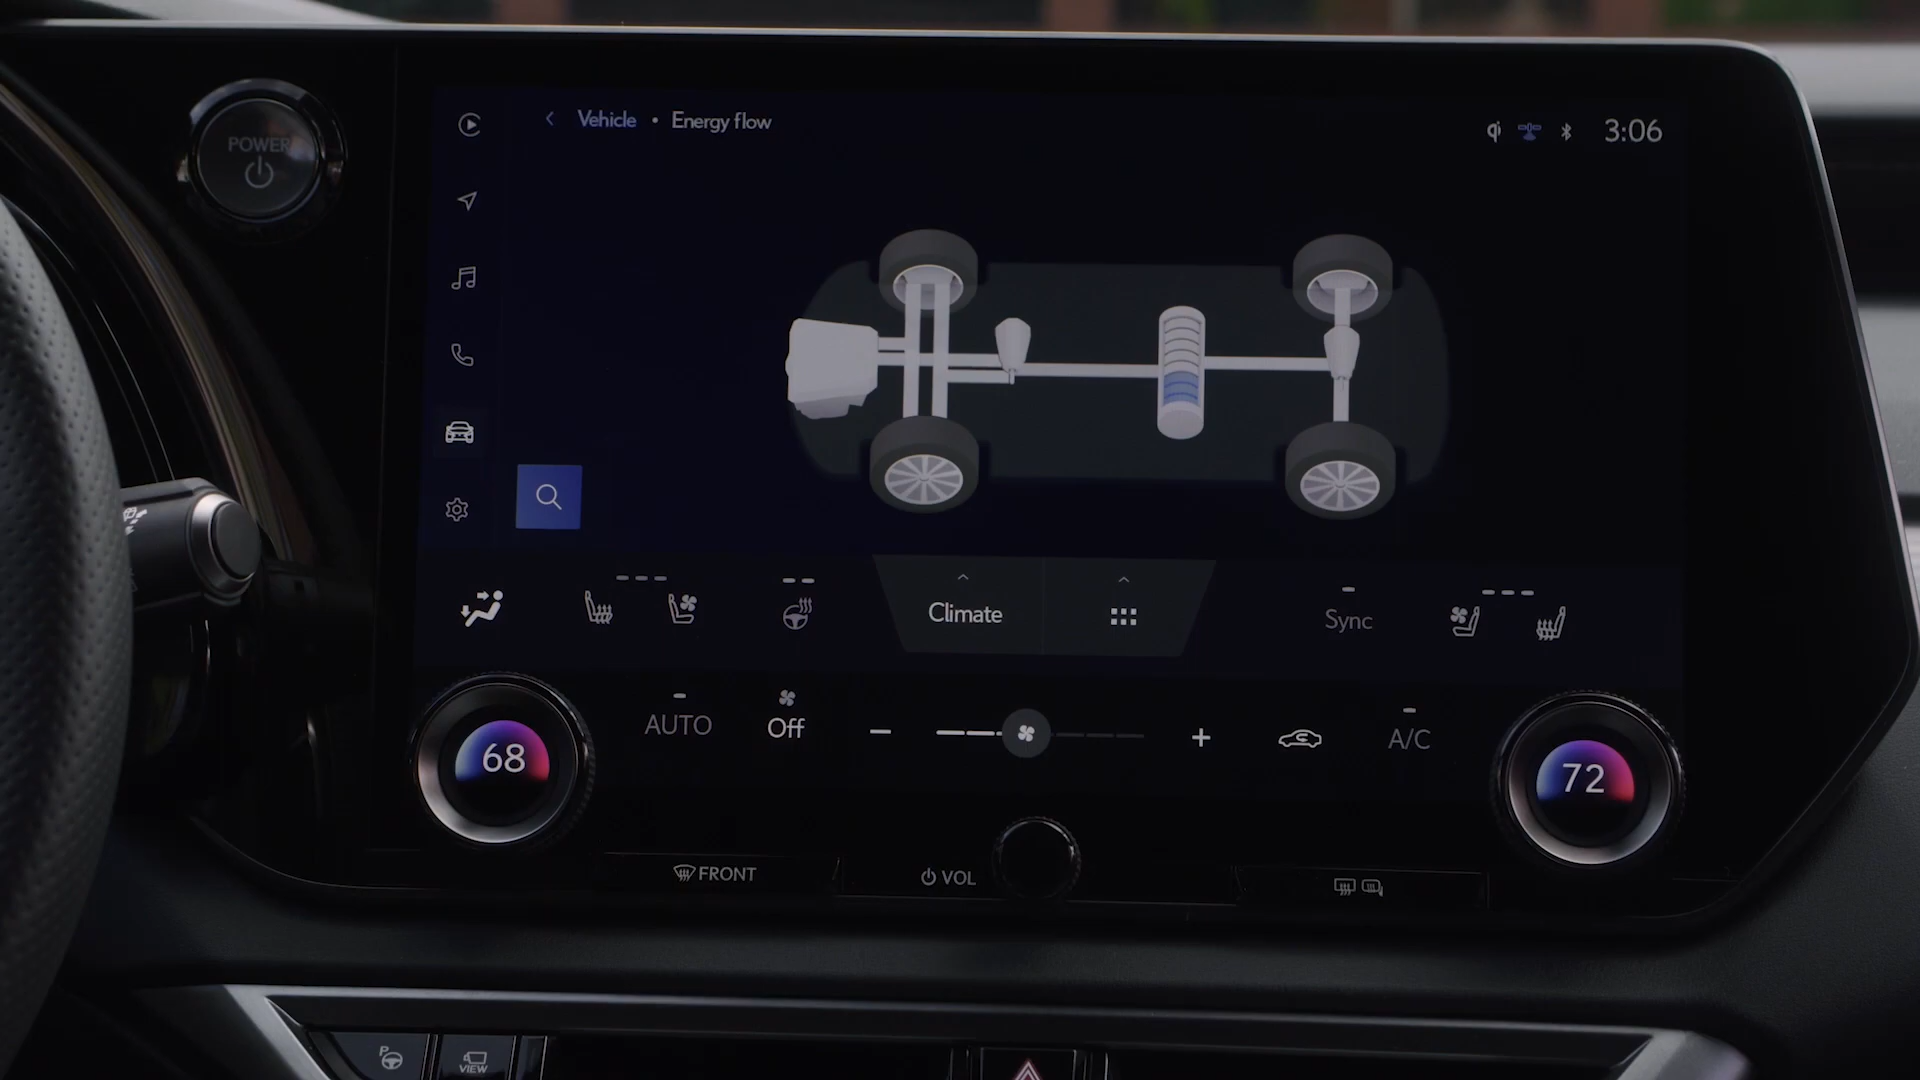 POWER
Vehicle • Energy flow
3:06
Climate
Sync
AUTO
Off
A/C
68
72
FRONT
VOL
P
VIEW